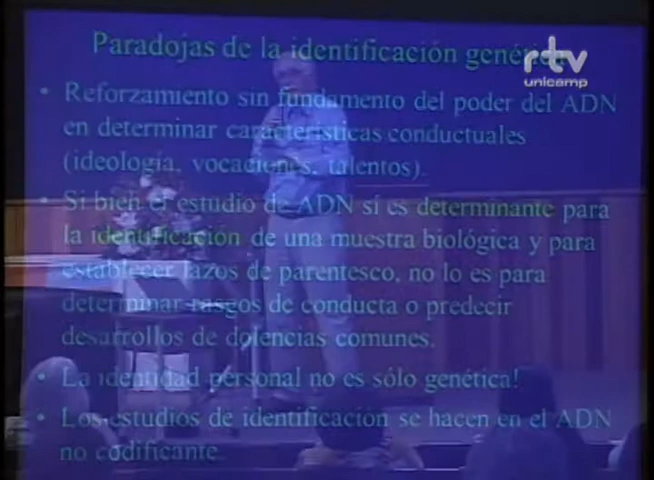 Paradojas de la identificación genética
rtv
unicamp
• Reforzamiento sin fundamento del poder del ADN
en determinar características conductuales
(ideología, vocaciones, talentos).
• Si bien el estudio de ADN sí es determinante para
la identificación de una muestra biológica y para
establecer lazos de parentesco, no lo es para
determinar rasgos de conducta o predecir
desarrollos de dolencias comunes.
• La identidad personal no es sólo genética!
• Los estudios de identificación se hacen en el ADN
no codificante.